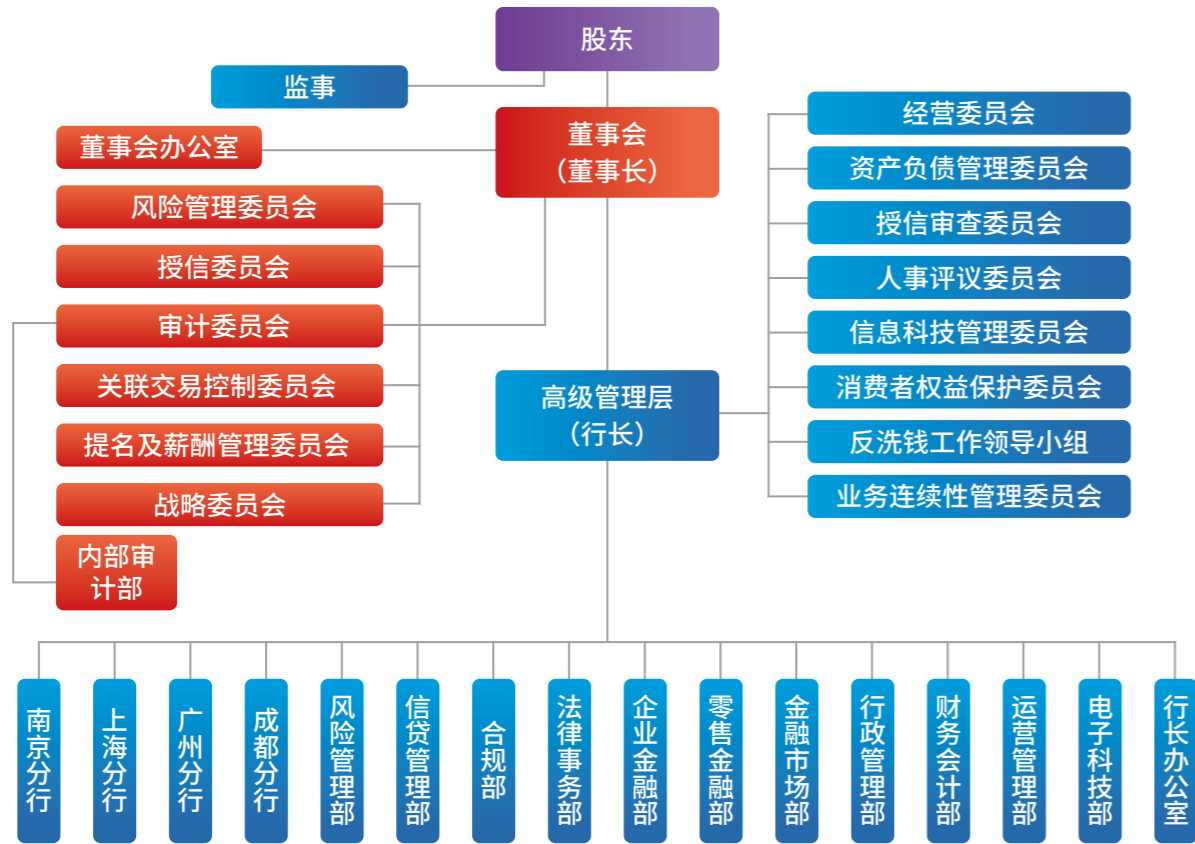 股东
监事
董事会
（董事长）
董事会办公室
风险管理委员会
授信委员会
审计委员会
关联交易控制委员会
提名及薪酬管理委员会
战略委员会
内部审
计部
高级管理层
（行长）
经营委员会
资产负债管理委员会
授信审查委员会
人事评议委员会
信息科技管理委员会
消费者权益保护委员会
反洗钱工作领导小组
业务连续性管理委员会
南京分行
上海分行
广州分行
成都分行
风险管理部
信贷管理部
合规部
法律事务部
企业金融部
零售金融部
金融市场部
行政管理部
财务会计部
运营管理部
电子科技部
行长办公室